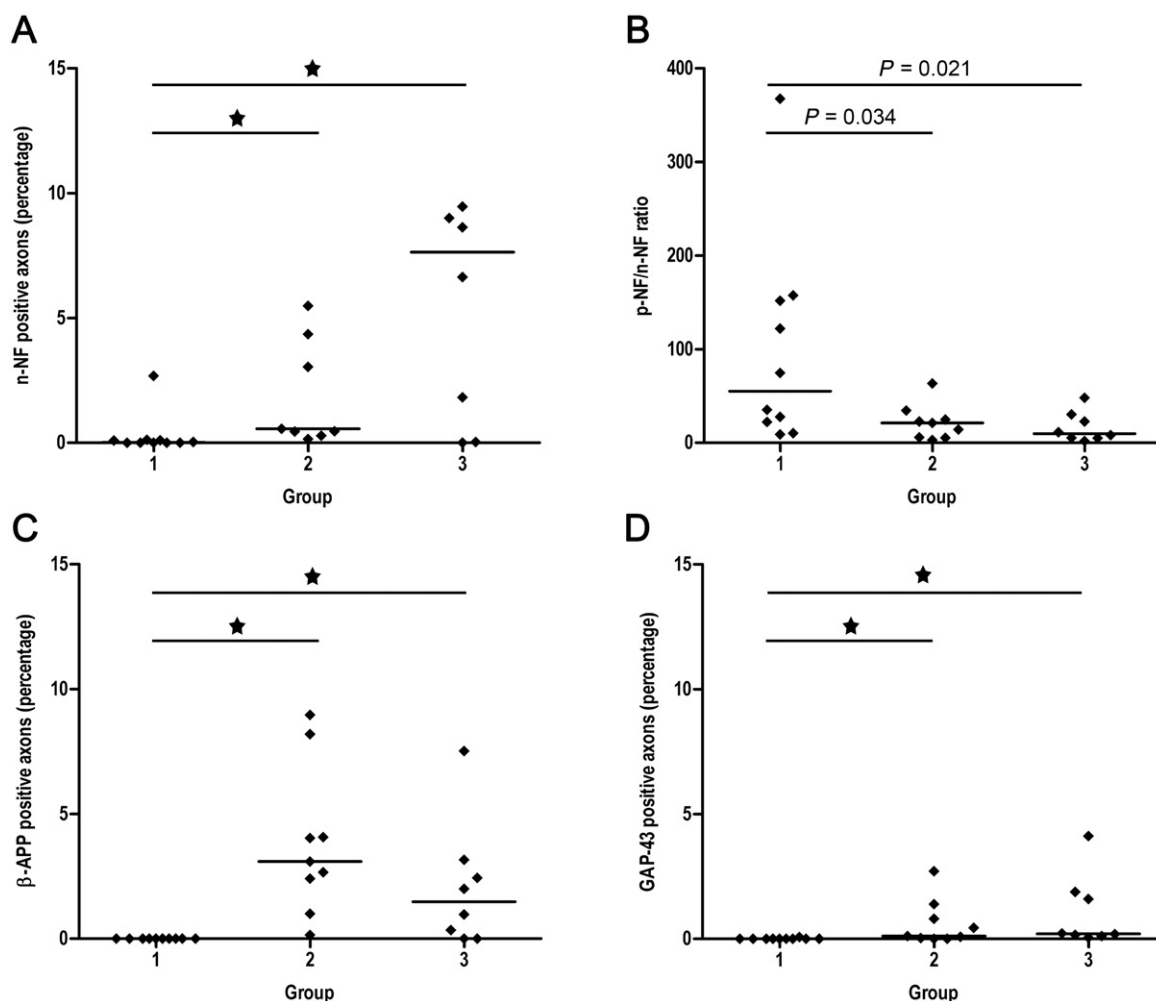 A
n-NF positive axons (percentage)
15
10
5
0
1 2 3
Group
B
p-NF/n-NF ratio
400
300
200
100
0
P = 0.021
P = 0.034
1 2 3
Group
C
β-APP positive axons (percentage)
15
10
5
0
1 2 3
Group
D
GAP-43 positive axons (percentage)
15
10
5
0
1 2 3
Group